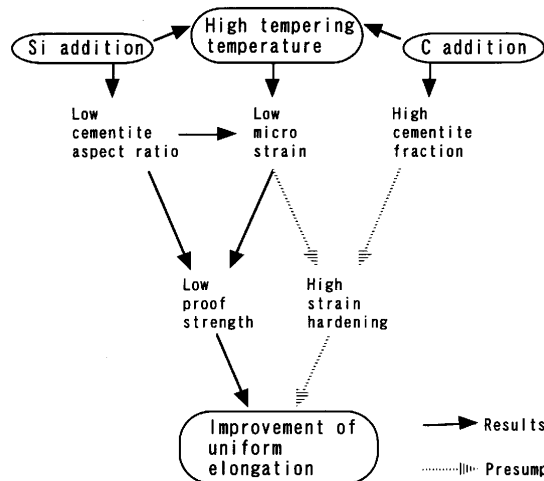 Si addition
High tempering
temperature
C addition
Low
cementite
aspect ratio
Low
micro
strain
High
cementite
fraction
Low
proof
strength
High
strain
hardening
Improvement of
uniform
elongation
Results
Presump